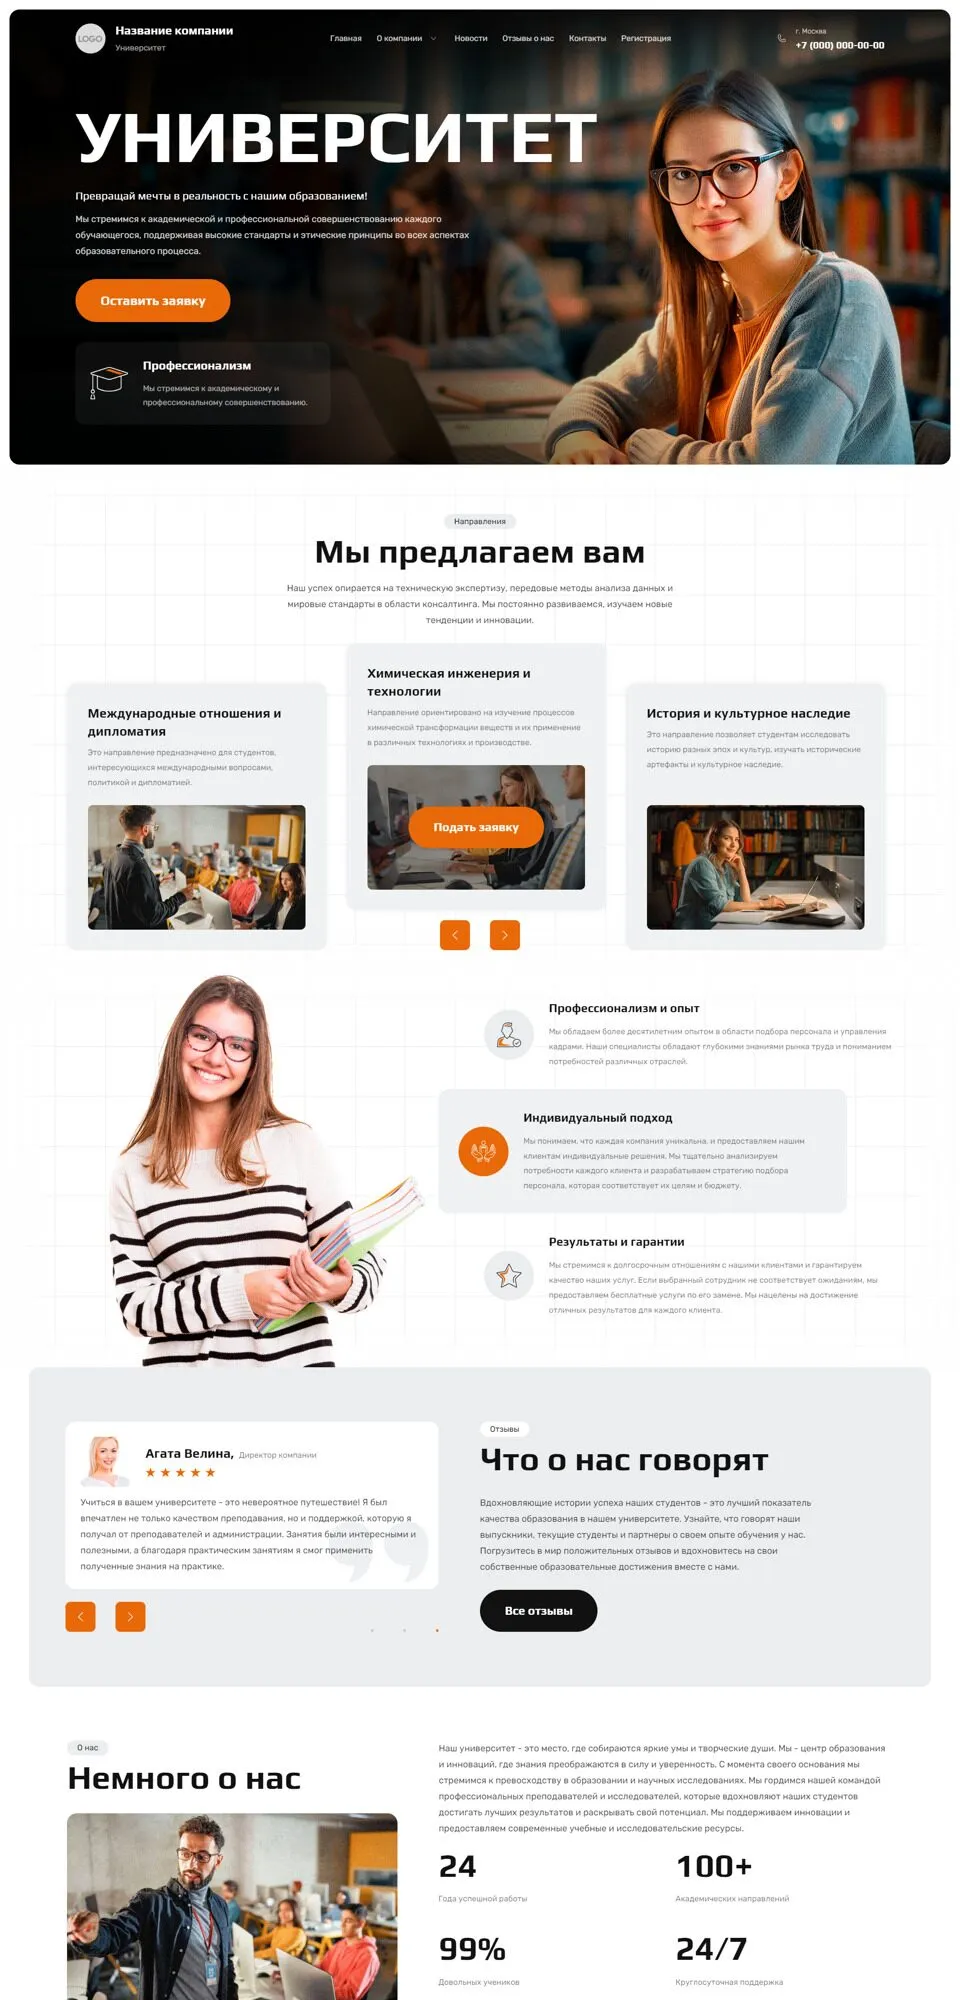 LOGO
Название компании
Университет
Главная
О компании
Новости
Отзывы о нас
Контакты
Регистрация
г. Москва
+7 (000) 000-00-00
УНИВЕРСИТЕТ
Превращай мечты в реальность с нашим образованием!
Мы стремимся к академической и профессиональной совершенствованию каждого
обучающегося, поддерживая высокие стандарты и этические принципы во всех аспектах
образовательного процесса.
Оставить заявку
Профессионализм
Мы стремимся к академическому и
профессиональному совершенствованию.
Направления
Мы предлагаем вам
Наш успех опирается на техническую экспертизу, передовые методы анализа данных и
мировые стандарты в области консалтинга. Мы постоянно развиваемся, изучаем новые
тенденции и инновации.
Международные отношения и
дипломатия
Это направление предназначено для студентов,
интересующихся международными вопросами,
политикой и дипломатией.
Химическая инженерия и
технологии
Направление ориентировано на изучение процессов
химической трансформации веществ и их применение
в различных технологиях и производстве.
Подать заявку
История и культурное наследие
Это направление позволяет студентам исследовать
историю разных эпох и культур, изучать исторические
артефакты и культурное наследие.
Профессионализм и опыт
Мы обладаем более десятилетним опытом в области подбора персонала и управления
кадрами. Наши специалисты обладают глубокими знаниями рынка труда и пониманием
потребностей различных отраслей.
Индивидуальный подход
Мы понимаем, что каждая компания уникальна, и предоставляем нашим
клиентам индивидуальные решения. Мы тщательно анализируем
потребности каждого клиента и разрабатываем стратегию подбора
персонала, которая соответствует их целям и бюджету.
Результаты и гарантии
Мы стремимся к долгосрочным отношениям с нашими клиентами и гарантируем
качество наших услуг. Если выбранный сотрудник не соответствует ожиданиям, мы
предоставляем бесплатные услуги по его замене. Мы нацелены на достижение
отличных результатов для каждого клиента.
Агата Велина, Директор компании
Учиться в вашем университете - это невероятное путешествие! Я был
впечатлен не только качеством преподавания, но и поддержкой, которую я
получал от преподавателей и администрации. Занятия были интересными и
полезными, а благодаря практическим занятиям я смог применить
полученные знания на практике.
Отзывы
Что о нас говорят
Вдохновляющие истории успеха наших студентов - это лучший показатель
качества образования в нашем университете. Узнайте, что говорят наши
выпускники, текущие студенты и партнеры о своем опыте обучения у нас.
Погрузитесь в мир положительных отзывов и вдохновитесь на свои
собственные образовательные достижения вместе с нами.
Все отзывы
О нас
Немного о нас
Наш университет - это место, где собираются яркие умы и творческие души. Мы - центр образования
и инноваций, где знания преображаются в силу и уверенность. С момента своего основания мы
стремимся к превосходству в образовании и научных исследованиях. Мы гордимся нашей командой
профессиональных преподавателей и исследователей, которые вдохновляют наших студентов
достигать лучших результатов и раскрывать свой потенциал. Мы поддерживаем инновации и
предоставляем современные учебные и исследовательские ресурсы.
24
Года успешной работы
100+
Академических направлений
99%
Довольных учеников
24/7
Круглосуточная поддержка